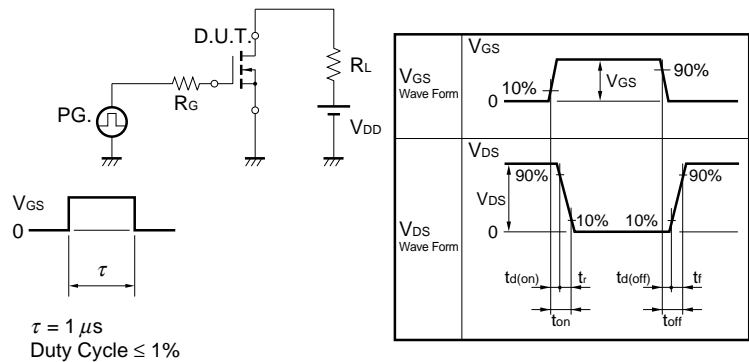 D.U.T.
RL
RG
PG.
VDD
VGS
0
τ
τ = 1 μs
Duty Cycle ≤ 1%
VGS
Wave Form
VGS
10%
VGS
90%
0
VDS
Wave Form
VDS
90%
90%
VDS
10%
10%
0
td(on)
tr
td(off)
tf
ton
toff